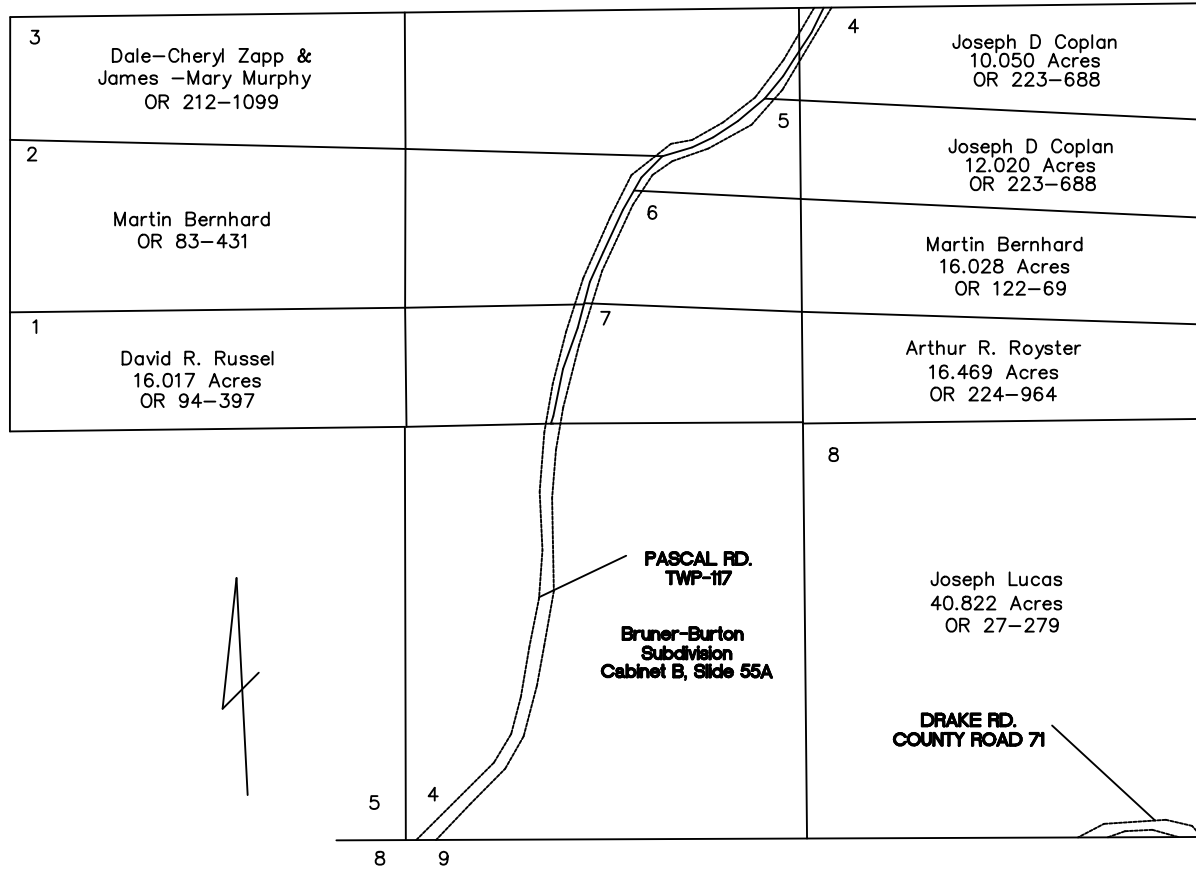 3
Dale-Cheryl Zapp &
James -Mary Murphy
OR 212-1099
4
Joseph D Coplan
10.050 Acres
OR 223-688
5
2
Joseph D Coplan
12.020 Acres
OR 223-688
Martin Bernhard
OR 83-431
6
Martin Bernhard
16.028 Acres
OR 122-69
1
7
David R. Russel
16.017 Acres
OR 94-397
Arthur R. Royster
16.469 Acres
OR 224-964
8
PASCAL RD.
TWP-117
Bruner-Burton
Subdivision
Cabinet B, Slide 55A
Joseph Lucas
40.822 Acres
OR 27-279
DRAKE RD.
COUNTY ROAD 71
5 4
8 9